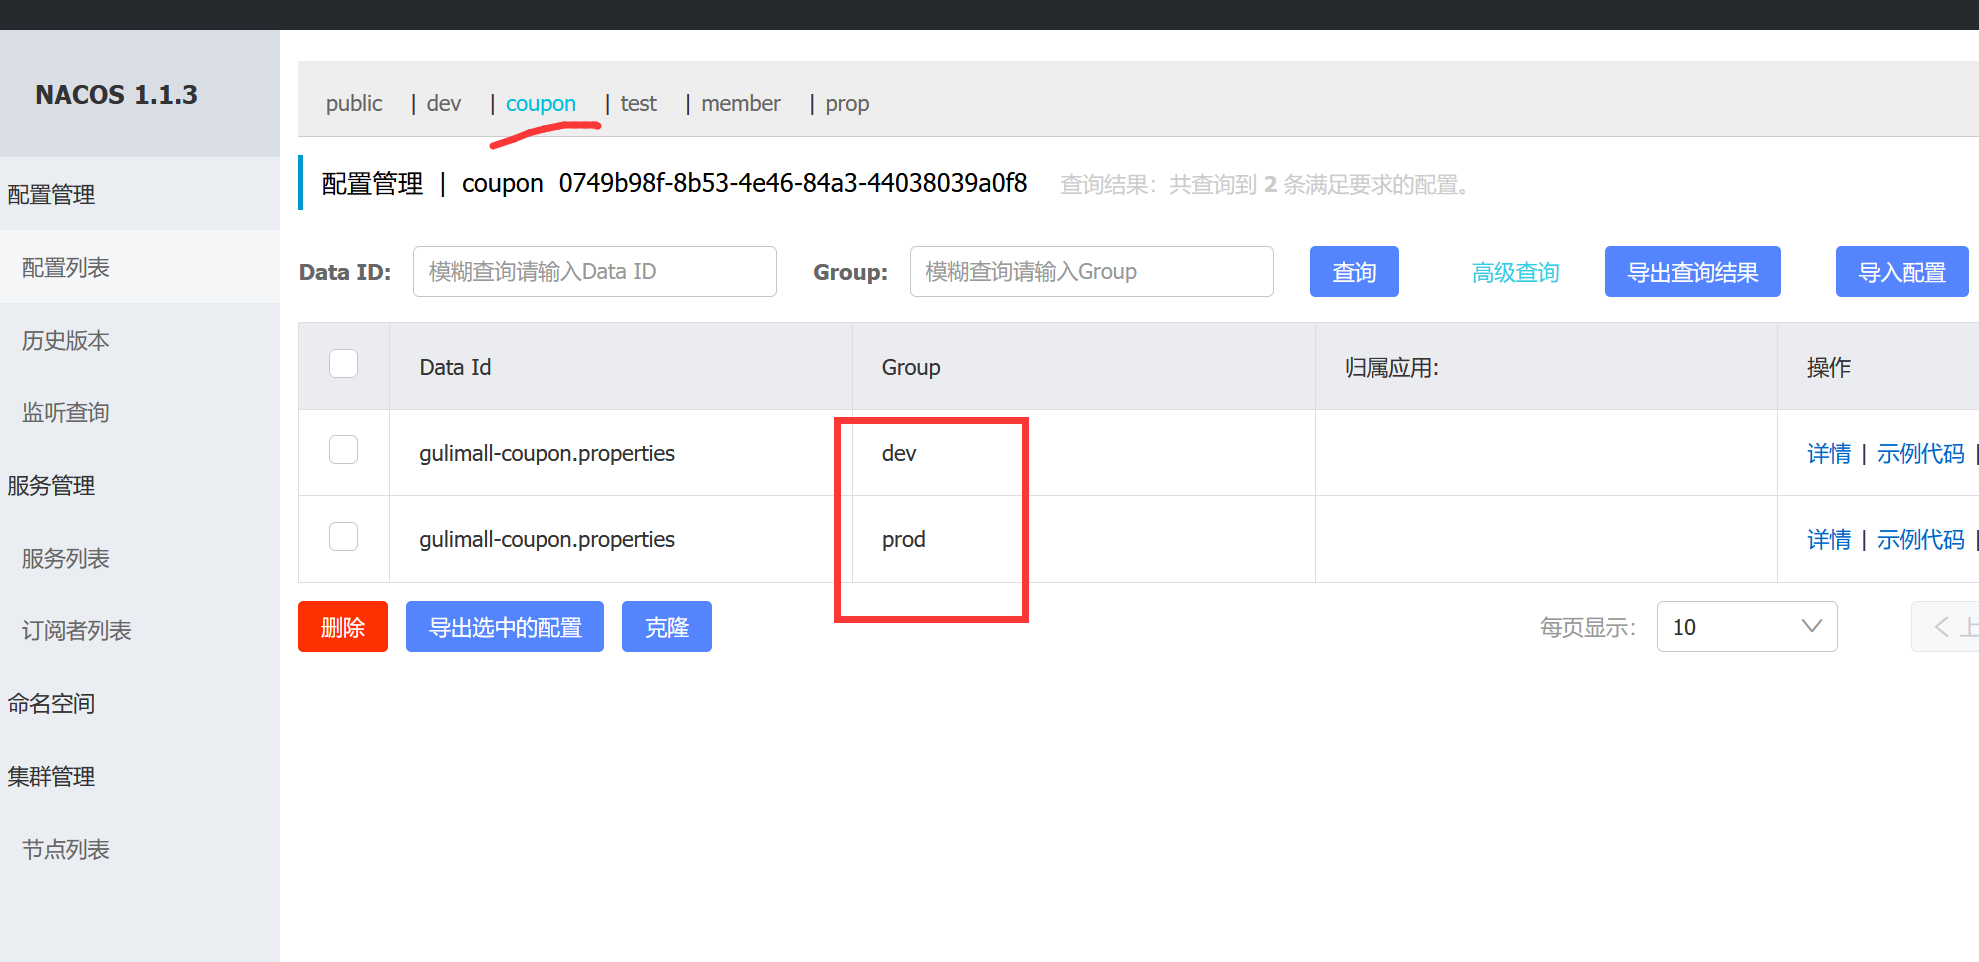 NACOS 1.1.3
public | dev | coupon | test | member | prop
配置管理 | coupon 0749b98f-8b53-4e46-84a3-44038039a0f8 查询结果：共查询到 2 条满足要求的配置。
配置管理
配置列表
历史版本
监听查询
服务管理
服务列表
订阅者列表
命名空间
集群管理
节点列表
Data ID: 模糊查询请输入Data ID Group: 模糊查询请输入Group 查询 高级查询 导出查询结果 导入配置
Data Id Group 归属应用: 操作
gulimall-coupon.properties dev 详情 | 示例代码 |
gulimall-coupon.properties prod 详情 | 示例代码 |
删除 导出选中的配置 克隆 每页显示: 10 上